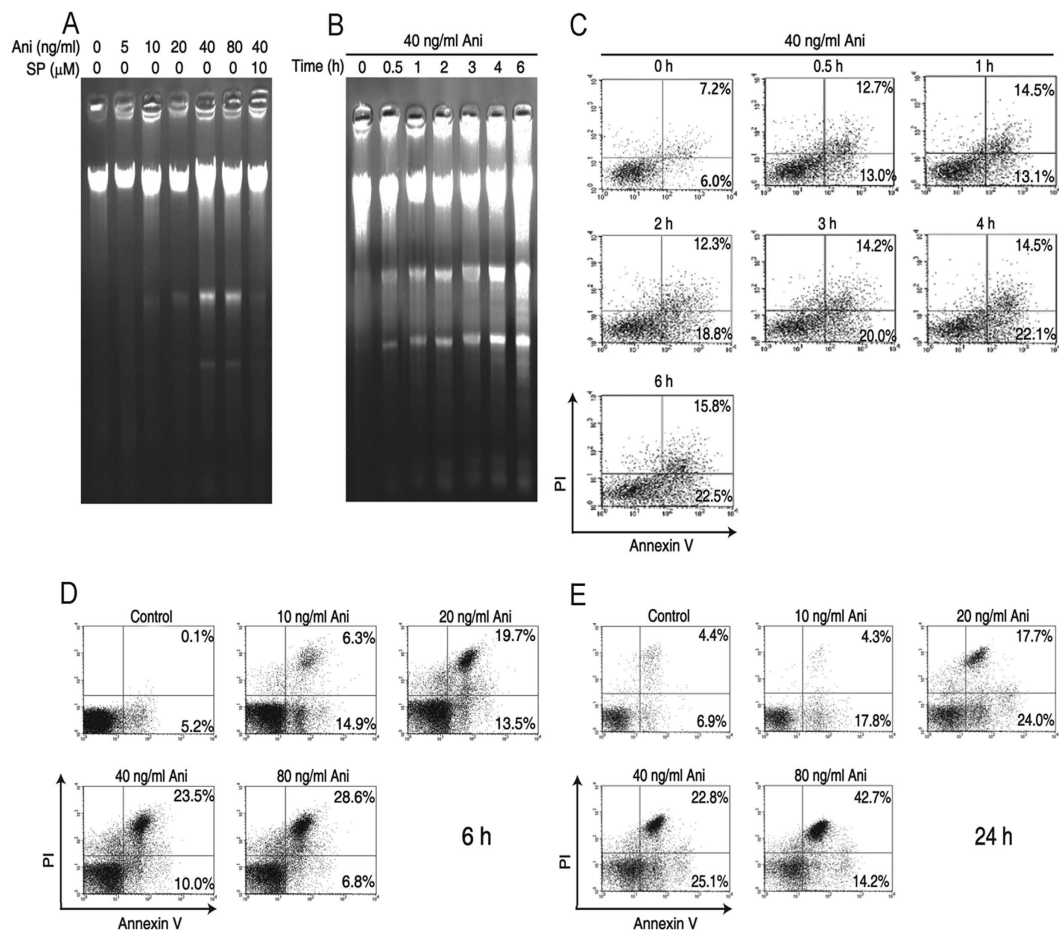 A
Ani (ng/ml) 0 5 10 20 40 80 40
SP (µM) 0 0 0 0 0 0 10
B
40 ng/ml Ani
Time (h) 0 0.5 1 2 3 4 6
C
40 ng/ml Ani
0 h 0.5 h 1 h
7.2% 12.7% 14.5%
6.0% 13.0% 13.1%
2 h 3 h 4 h
12.3% 14.2% 14.5%
18.8% 20.0% 22.1%
6 h
15.8%
22.5%
PI
Annexin V
D
Control 10 ng/ml Ani 20 ng/ml Ani
0.1% 6.3% 19.7%
5.2% 14.9% 13.5%
40 ng/ml Ani 80 ng/ml Ani
23.5% 28.6%
10.0% 6.8%
6 h
PI
Annexin V
E
Control 10 ng/ml Ani 20 ng/ml Ani
4.4% 4.3% 17.7%
6.9% 17.8% 24.0%
40 ng/ml Ani 80 ng/ml Ani
22.8% 42.7%
25.1% 14.2%
24 h
PI
Annexin V